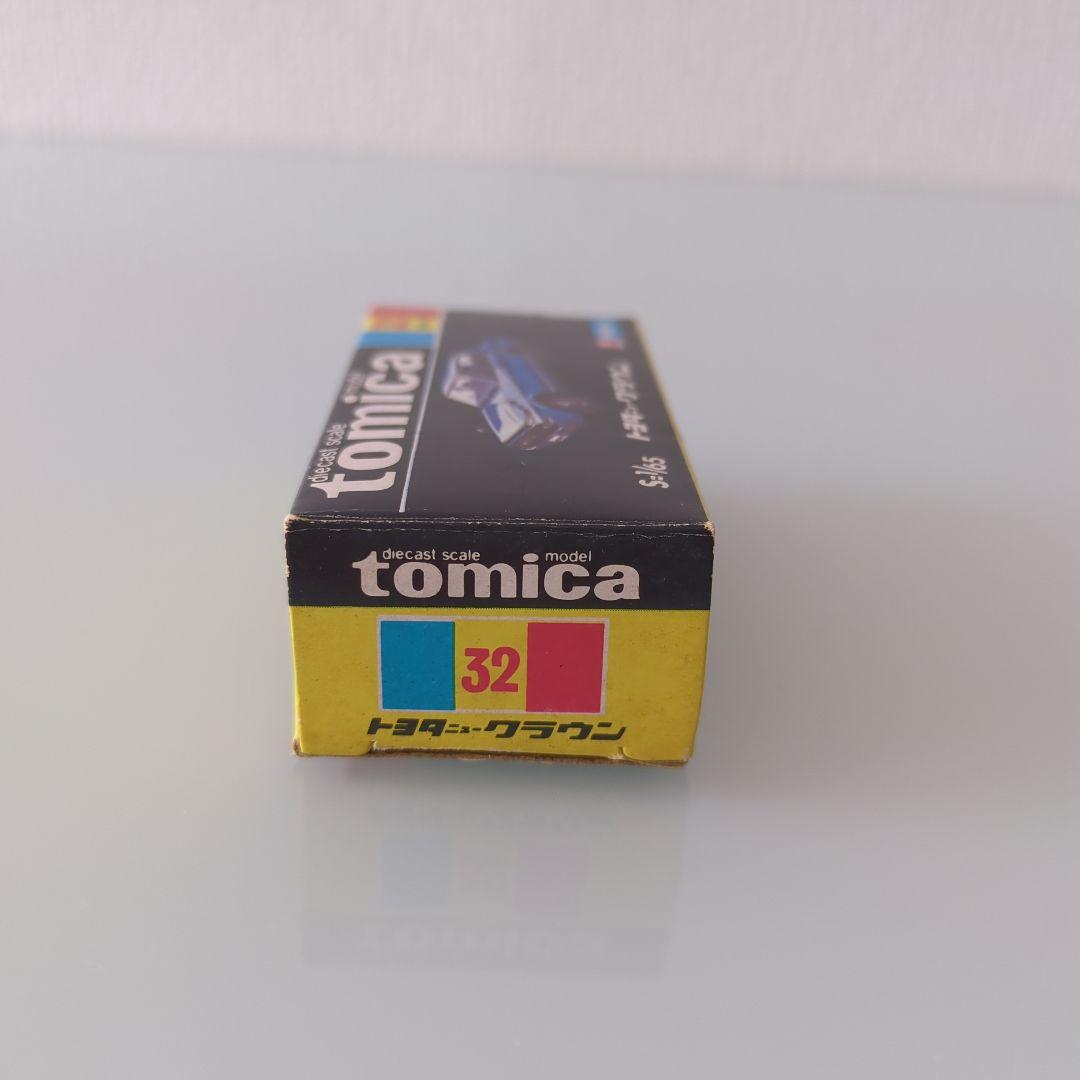 diecast scale model
tomica
S=1/65 トヨタニュークラウン
diecast scale model
tomica
32
トヨタニュークラウン